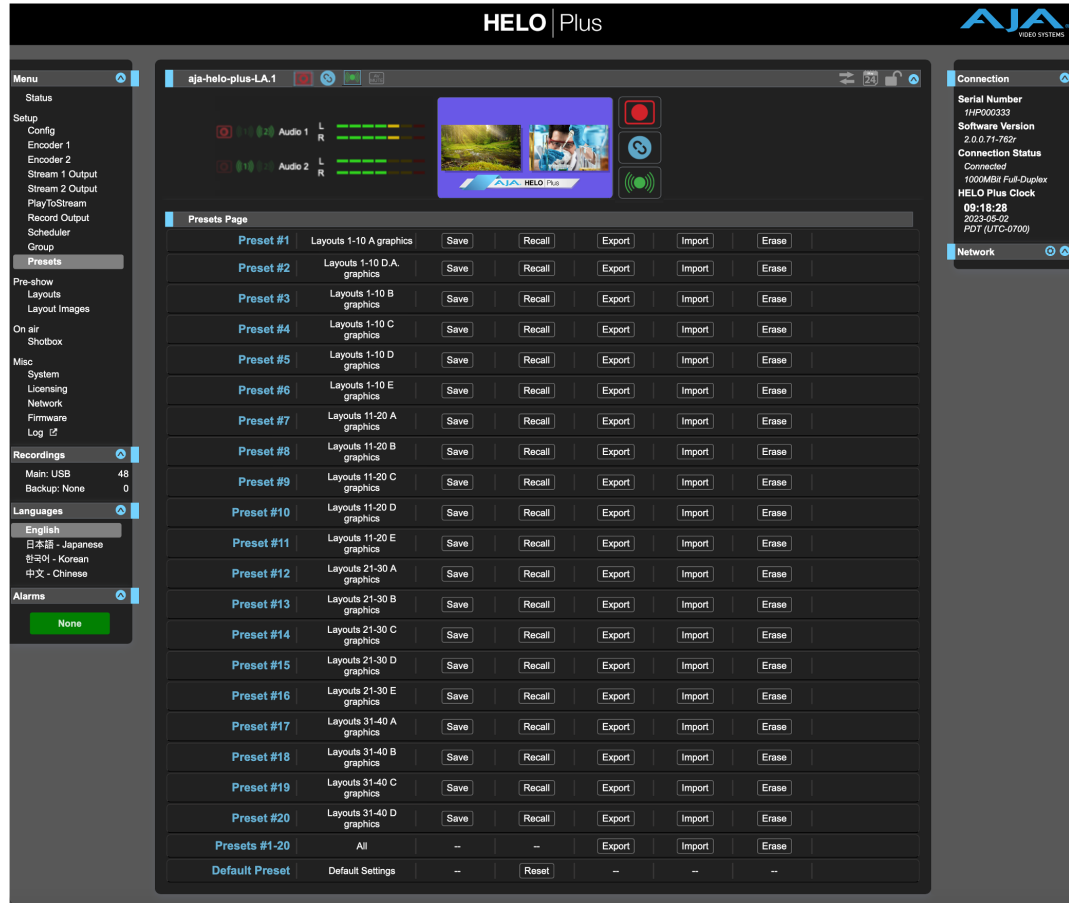 HELO | Plus
AJA
VIDEO SYSTEMS
Menu
Status
Setup
Config
Encoder 1
Encoder 2
Stream 1 Output
Stream 2 Output
PlayToStream
Record Output
Scheduler
Group
Presets
Pre-show
Layouts
Layout Images
On air
Shotbox
Misc
System
Licensing
Network
Firmware
Log
Recordings
Main: USB 48
Backup: None 0
Languages
English
日本語 - Japanese
한국어 - Korean
中文 - Chinese
Alarms
None
aja-helo-plus-LA.1
24
Audio 1 L
R
Audio 2 L
R
AJA HELO Plus
Presets Page
Preset #1 Layouts 1-10 A graphics Save Recall Export Import Erase
Preset #2 Layouts 1-10 D.A.
graphics Save Recall Export Import Erase
Preset #3 Layouts 1-10 B
graphics Save Recall Export Import Erase
Preset #4 Layouts 1-10 C
graphics Save Recall Export Import Erase
Preset #5 Layouts 1-10 D
graphics Save Recall Export Import Erase
Preset #6 Layouts 1-10 E
graphics Save Recall Export Import Erase
Preset #7 Layouts 11-20 A
graphics Save Recall Export Import Erase
Preset #8 Layouts 11-20 B
graphics Save Recall Export Import Erase
Preset #9 Layouts 11-20 C
graphics Save Recall Export Import Erase
Preset #10 Layouts 11-20 D
graphics Save Recall Export Import Erase
Preset #11 Layouts 11-20 E
graphics Save Recall Export Import Erase
Preset #12 Layouts 21-30 A
graphics Save Recall Export Import Erase
Preset #13 Layouts 21-30 B
graphics Save Recall Export Import Erase
Preset #14 Layouts 21-30 C
graphics Save Recall Export Import Erase
Preset #15 Layouts 21-30 D
graphics Save Recall Export Import Erase
Preset #16 Layouts 21-30 E
graphics Save Recall Export Import Erase
Preset #17 Layouts 31-40 A
graphics Save Recall Export Import Erase
Preset #18 Layouts 31-40 B
graphics Save Recall Export Import Erase
Preset #19 Layouts 31-40 C
graphics Save Recall Export Import Erase
Preset #20 Layouts 31-40 D
graphics Save Recall Export Import Erase
Presets #1-20 All -- -- Export Import Erase
Default Preset Default Settings -- Reset -- -- --
Connection
Serial Number
1HP000333
Software Version
2.0.0.71-762r
Connection Status
Connected
1000MBit Full-Duplex
HELO Plus Clock
09:18:28
2023-05-02
PDT (UTC-0700)
Network